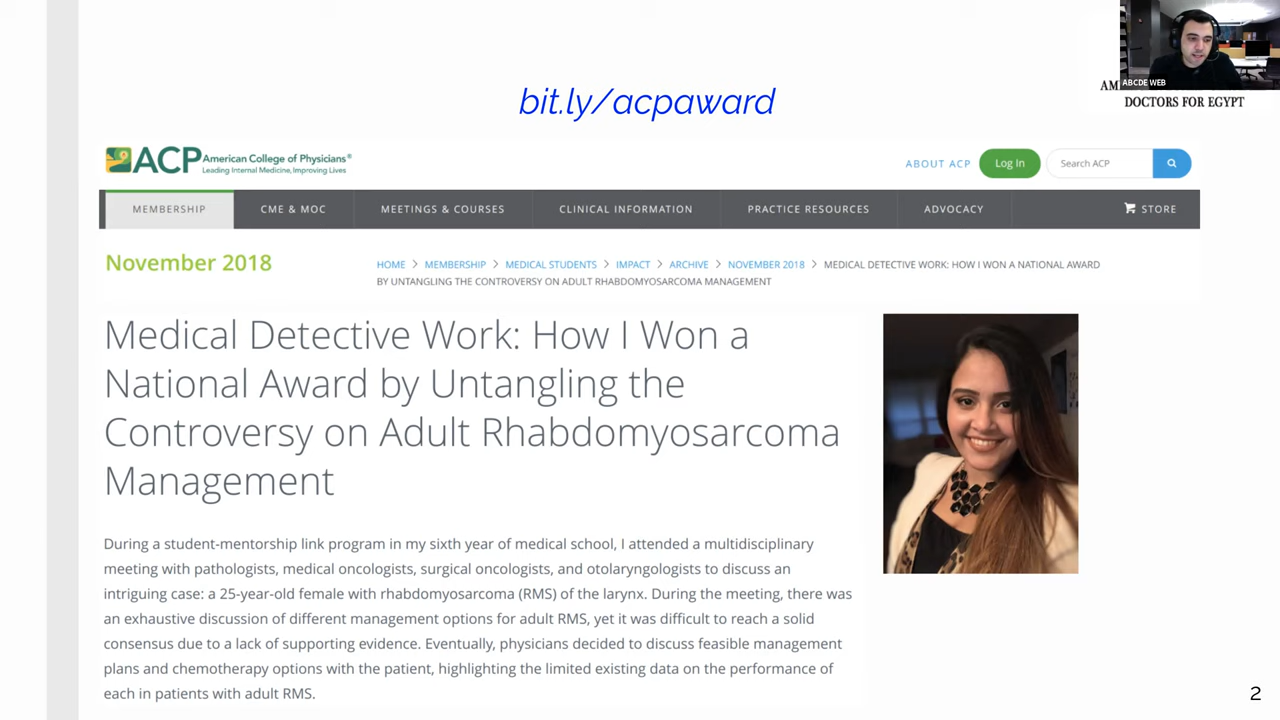 bit.ly/acpaward
ABCDE WEB
DOCTORS FOR EGYPT
ACP American College of Physicians®
Leading Internal Medicine, Improving Lives
ABOUT ACP Log In Search ACP
MEMBERSHIP CME & MOC MEETINGS & COURSES CLINICAL INFORMATION PRACTICE RESOURCES ADVOCACY STORE
November 2018
HOME > MEMBERSHIP > MEDICAL STUDENTS > IMPACT > ARCHIVE > NOVEMBER 2018 > MEDICAL DETECTIVE WORK: HOW I WON A NATIONAL AWARD
BY UNTANGLING THE CONTROVERSY ON ADULT RHABDOMYOSARCOMA MANAGEMENT
Medical Detective Work: How I Won a
National Award by Untangling the
Controversy on Adult Rhabdomyosarcoma
Management
During a student-mentorship link program in my sixth year of medical school, I attended a multidisciplinary
meeting with pathologists, medical oncologists, surgical oncologists, and otolaryngologists to discuss an
intriguing case: a 25-year-old female with rhabdomyosarcoma (RMS) of the larynx. During the meeting, there was
an exhaustive discussion of different management options for adult RMS, yet it was difficult to reach a solid
consensus due to a lack of supporting evidence. Eventually, physicians decided to discuss feasible management
plans and chemotherapy options with the patient, highlighting the limited existing data on the performance of
each in patients with adult RMS.
2